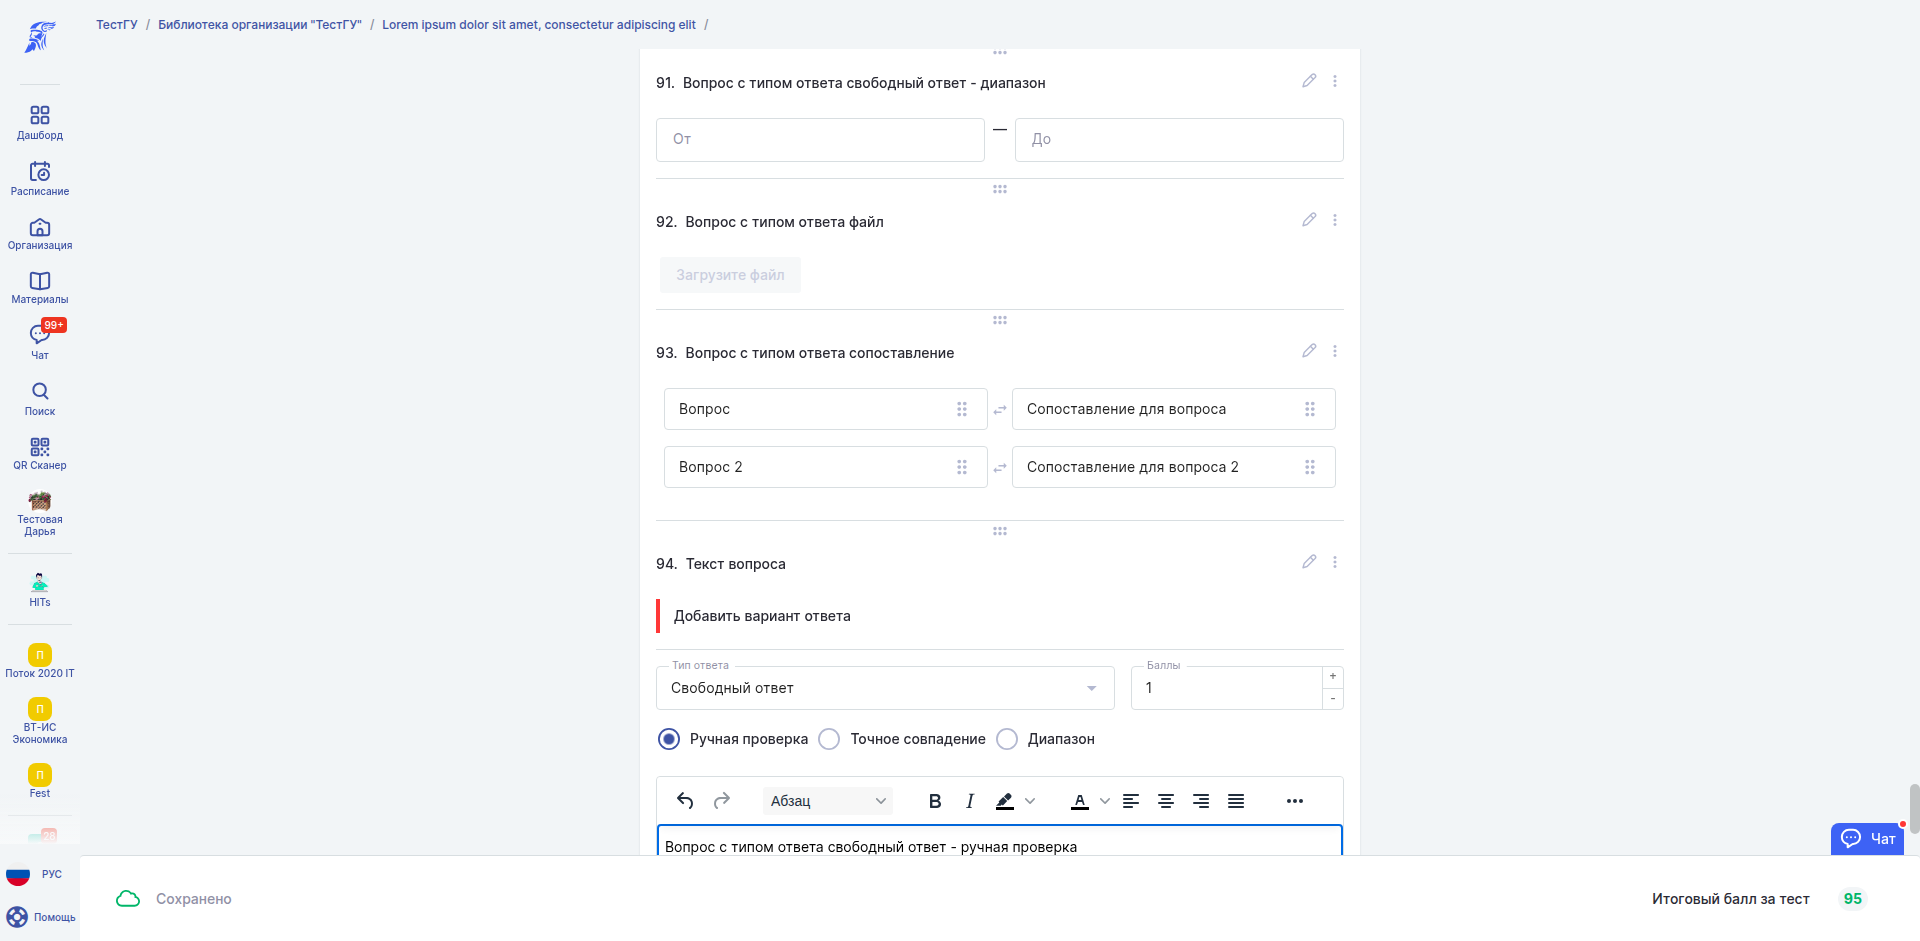 ТестГУ / Библиотека организации "ТестГУ" / Lorem ipsum dolor sit amet, consectetur adipiscing elit /
Дашборд
Расписание
Организация
Материалы
99+
Чат
Поиск
QR Сканер
Тестовая
Дарья
HITs
П
Поток 2020 IT
П
ВТ-ИС
Экономика
П
Fest
28
РУС
Помощь
91. Вопрос с типом ответа свободный ответ - диапазон
От — До
92. Вопрос с типом ответа файл
Загрузите файл
93. Вопрос с типом ответа сопоставление
Вопрос Сопоставление для вопроса
Вопрос 2 Сопоставление для вопроса 2
94. Текст вопроса
Добавить вариант ответа
Тип ответа Баллы
Свободный ответ 1 + -
Ручная проверка Точное совпадение Диапазон
Абзац B I A
Вопрос с типом ответа свободный ответ - ручная проверка
Чат
Сохранено Итоговый балл за тест 95